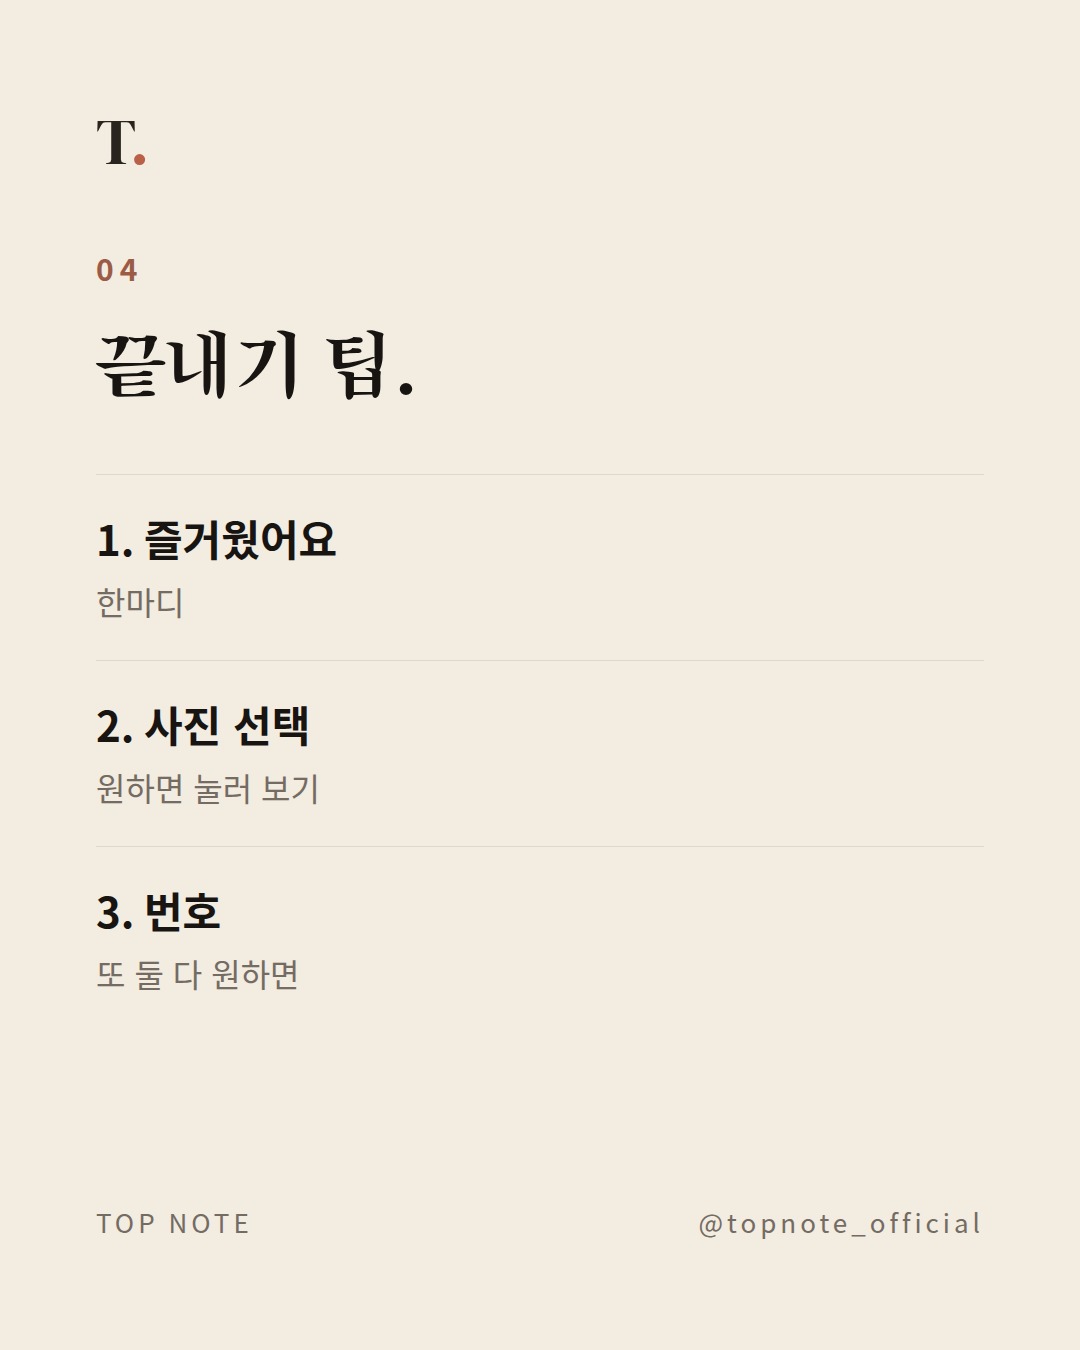 T.
04
끝내기 팁.
1. 즐거웠어요
한마디
2. 사진 선택
원하면 눌러 보기
3. 번호
또 둘 다 원하면
TOP NOTE
@topnote_official